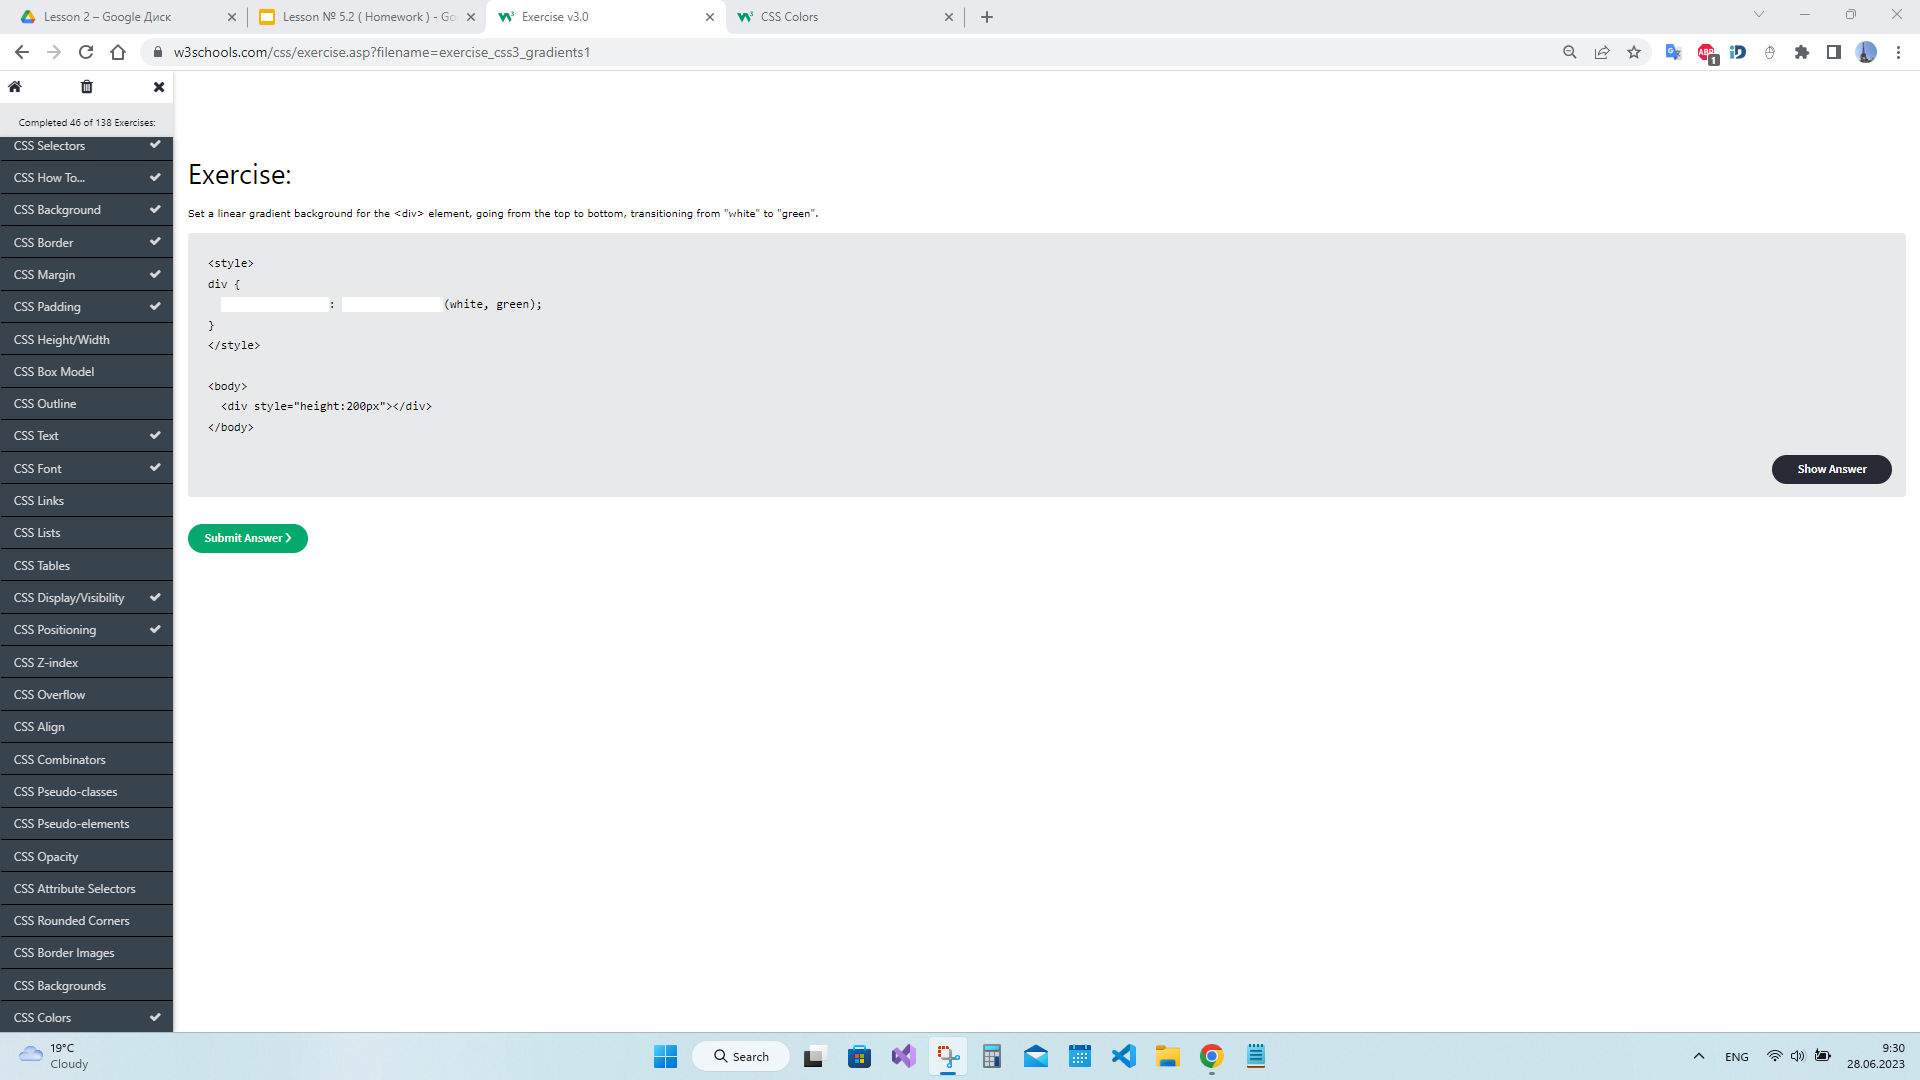 Lesson 2 – Google Диск
Lesson № 5.2 ( Homework ) - Go
Exercise v3.0
CSS Colors
w3schools.com/css/exercise.asp?filename=exercise_css3_gradients1
ABP
1
Completed 46 of 138 Exercises:
CSS Selectors
CSS How To...
CSS Background
CSS Border
CSS Margin
CSS Padding
CSS Height/Width
CSS Box Model
CSS Outline
CSS Text
CSS Font
CSS Links
CSS Lists
CSS Tables
CSS Display/Visibility
CSS Positioning
CSS Z-index
CSS Overflow
CSS Align
CSS Combinators
CSS Pseudo-classes
CSS Pseudo-elements
CSS Opacity
CSS Attribute Selectors
CSS Rounded Corners
CSS Border Images
CSS Backgrounds
CSS Colors
Exercise:
Set a linear gradient background for the <div> element, going from the top to bottom, transitioning from "white" to "green".
<style>
div {
: (white, green);
}
</style>
<body>
<div style="height:200px"></div>
</body>
Show Answer
Submit Answer ❯
19°C
Cloudy
Search
ENG
9:30
28.06.2023